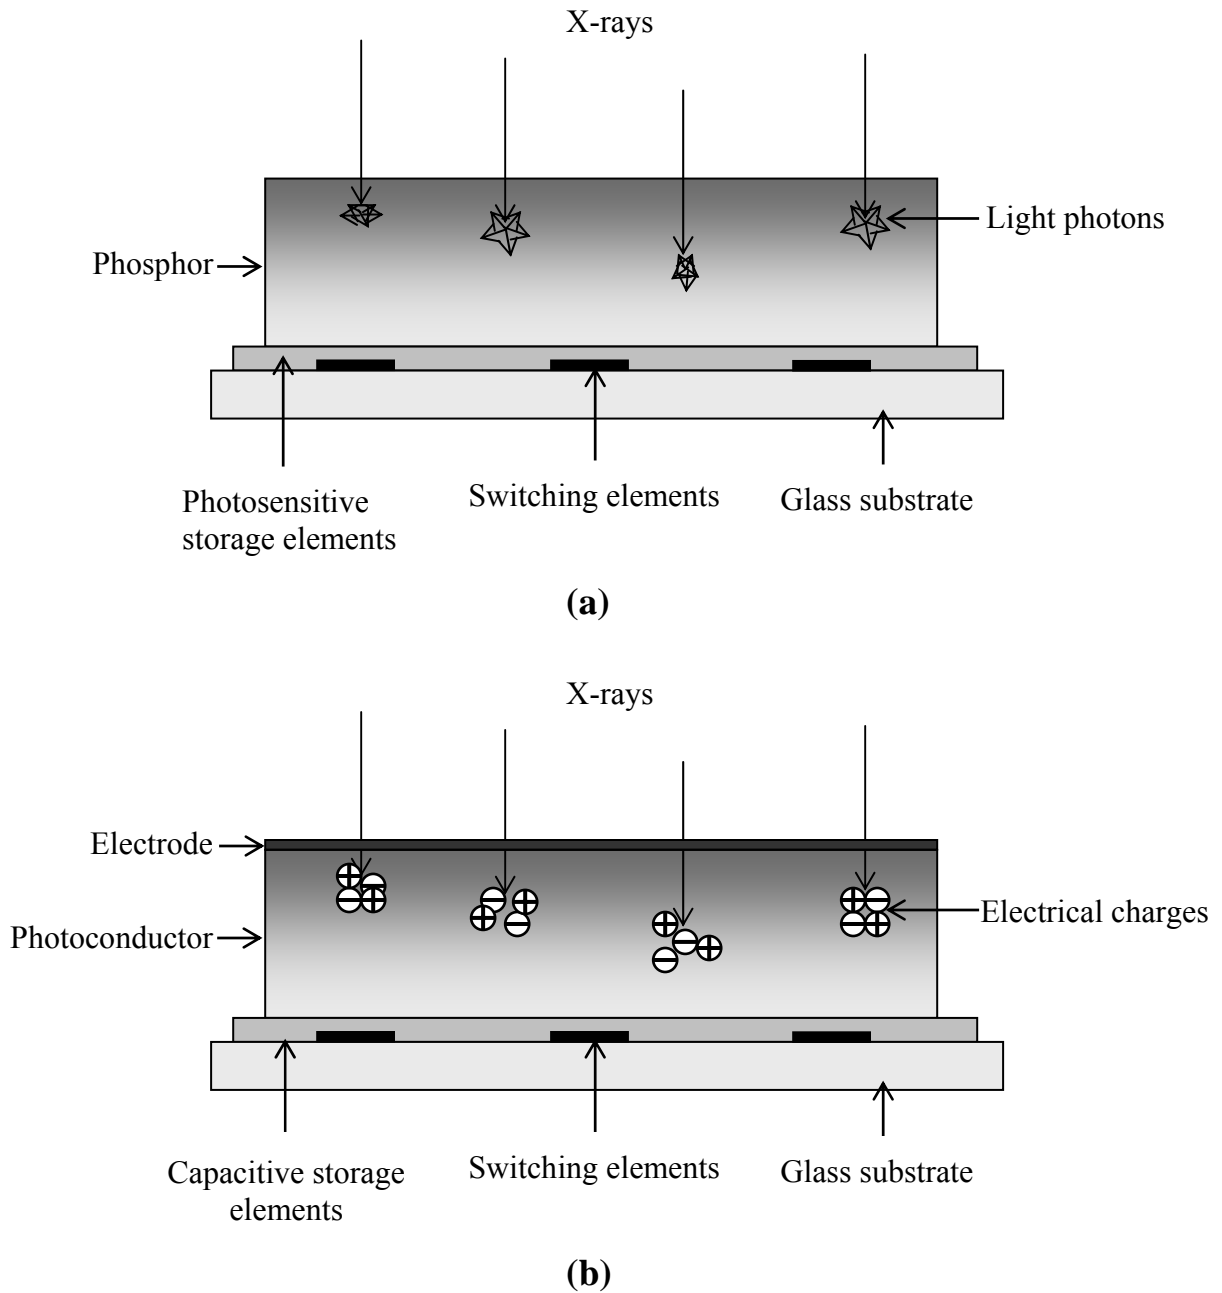 X-rays
Light photons
Phosphor
Photosensitive
storage elements
Switching elements
Glass substrate
(a)
X-rays
Electrode
Photoconductor
Electrical charges
Capacitive storage
elements
Switching elements
Glass substrate
(b)